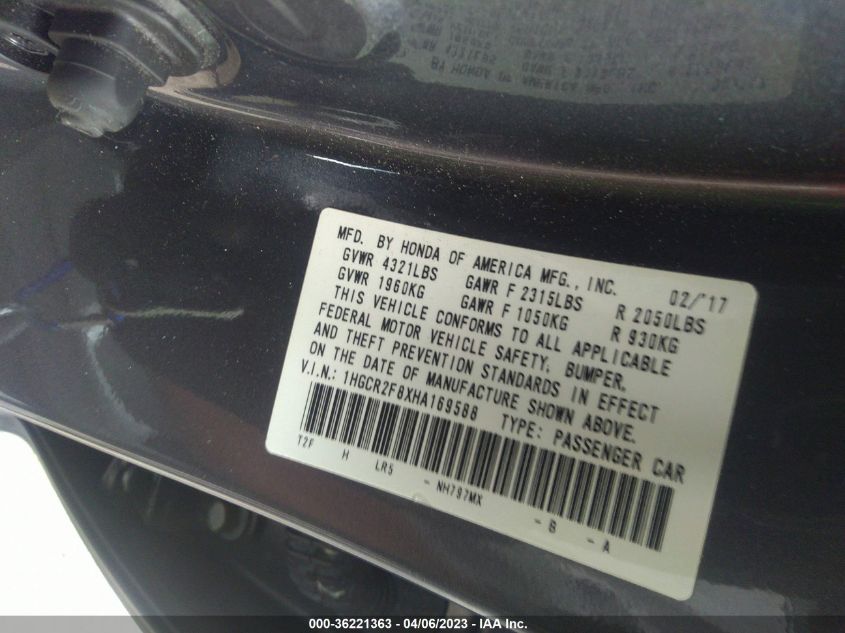 MFD. BY HONDA OF AMERICA MFG., INC. 02/'17
GVWR 4321LBS GAWR F 2315LBS R 2050LBS
GVWR 1960KG GAWR F 1050KG R 930KG
THIS VEHICLE CONFORMS TO ALL APPLICABLE
FEDERAL MOTOR VEHICLE SAFETY, BUMPER,
AND THEFT PREVENTION STANDARDS IN EFFECT
ON THE DATE OF MANUFACTURE SHOWN ABOVE.
V.I.N.: 1HGCR2F8XHA169588 TYPE: PASSENGER CAR
T2F H LR5 - NH797MX - B - A
000-36221363 - 04/06/2023 - IAA Inc.